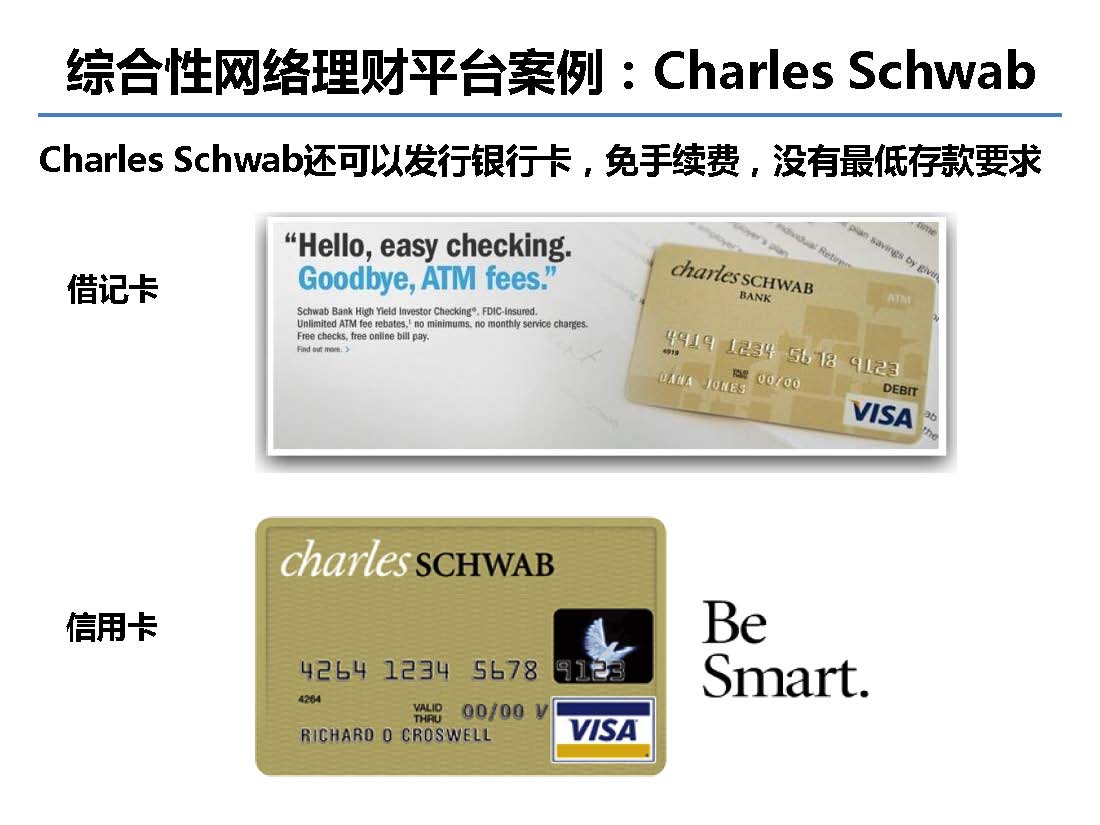 综合性网络理财平台案例：Charles Schwab
Charles Schwab还可以发行银行卡，免手续费，没有最低存款要求
借记卡
“Hello, easy checking.
Goodbye, ATM fees.”
Schwab Bank High Yield Investor Checking®. FDIC-insured.
Unlimited ATM fee rebates,¹ no minimums, no monthly service charges.
Free checks, free online bill pay.
Find out more. >
charles SCHWAB
BANK
ATM
4919 1234 5678 9123
4919
VALID THRU 00/00
DANA JONES
DEBIT
VISA
信用卡
charles SCHWAB
4264 1234 5678 9123
4264
VALID THRU 00/00 V
RICHARD O CROSWELL
VISA
Be
Smart.